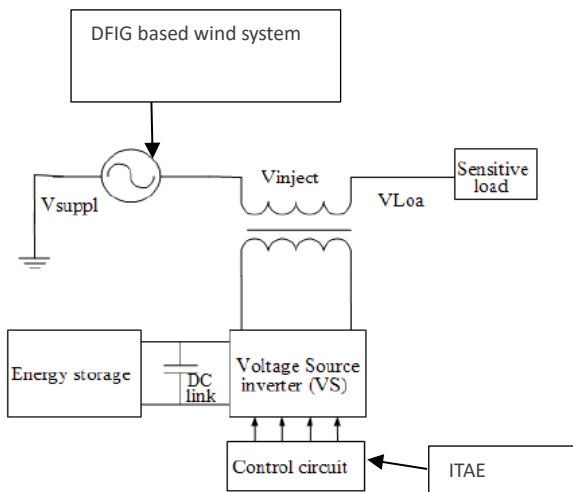 DFIG based wind system
Vinject
Sensitive
load
Vsuppl
VLoa
Energy storage
DC
link
Voltage Source
inverter (VS)
Control circuit
ITAE